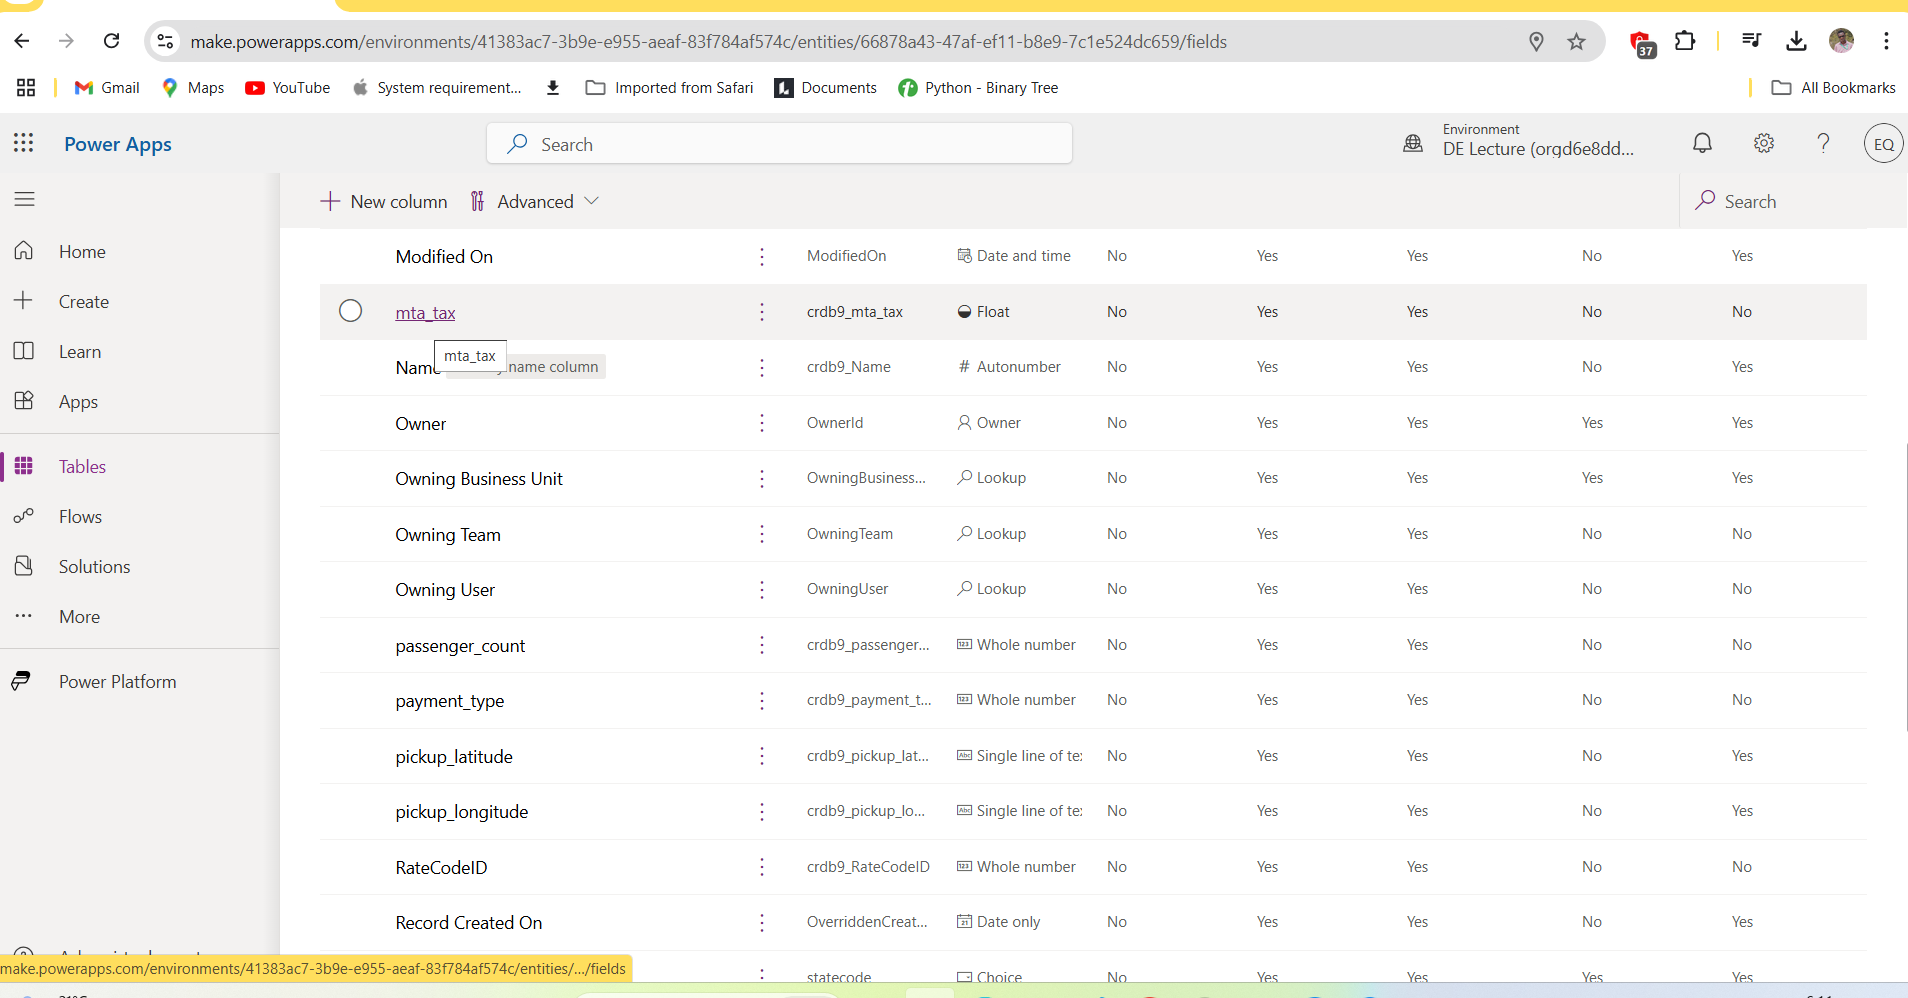 make.powerapps.com/environments/41383ac7-3b9e-e955-aeaf-83f784af574c/entities/66878a43-47af-ef11-b8e9-7c1e524dc659/fields
37
Gmail
Maps
YouTube
System requirement...
Imported from Safari
Documents
Python - Binary Tree
All Bookmarks
Power Apps
Search
Environment
DE Lecture (orgd6e8dd...
EQ
Home
Create
Learn
Apps
Tables
Flows
Solutions
More
Power Platform
New column
Advanced
Search
Modified On ModifiedOn Date and time No Yes Yes No Yes
mta_tax crdb9_mta_tax Float No Yes Yes No No
mta_tax
Name name column crdb9_Name Autonumber No Yes Yes No Yes
Owner OwnerId Owner No Yes Yes Yes Yes
Owning Business Unit OwningBusiness... Lookup No Yes Yes Yes Yes
Owning Team OwningTeam Lookup No Yes Yes No No
Owning User OwningUser Lookup No Yes Yes No No
passenger_count crdb9_passenger... Whole number No Yes Yes No No
payment_type crdb9_payment_t... Whole number No Yes Yes No No
pickup_latitude crdb9_pickup_lat... Single line of te No Yes Yes No Yes
pickup_longitude crdb9_pickup_lo... Single line of te No Yes Yes No Yes
RateCodeID crdb9_RateCodeID Whole number No Yes Yes No No
Record Created On OverriddenCreat... Date only No Yes Yes No Yes
statecode Choice No Yes Yes Yes Yes
make.powerapps.com/environments/41383ac7-3b9e-e955-aeaf-83f784af574c/entities/.../fields